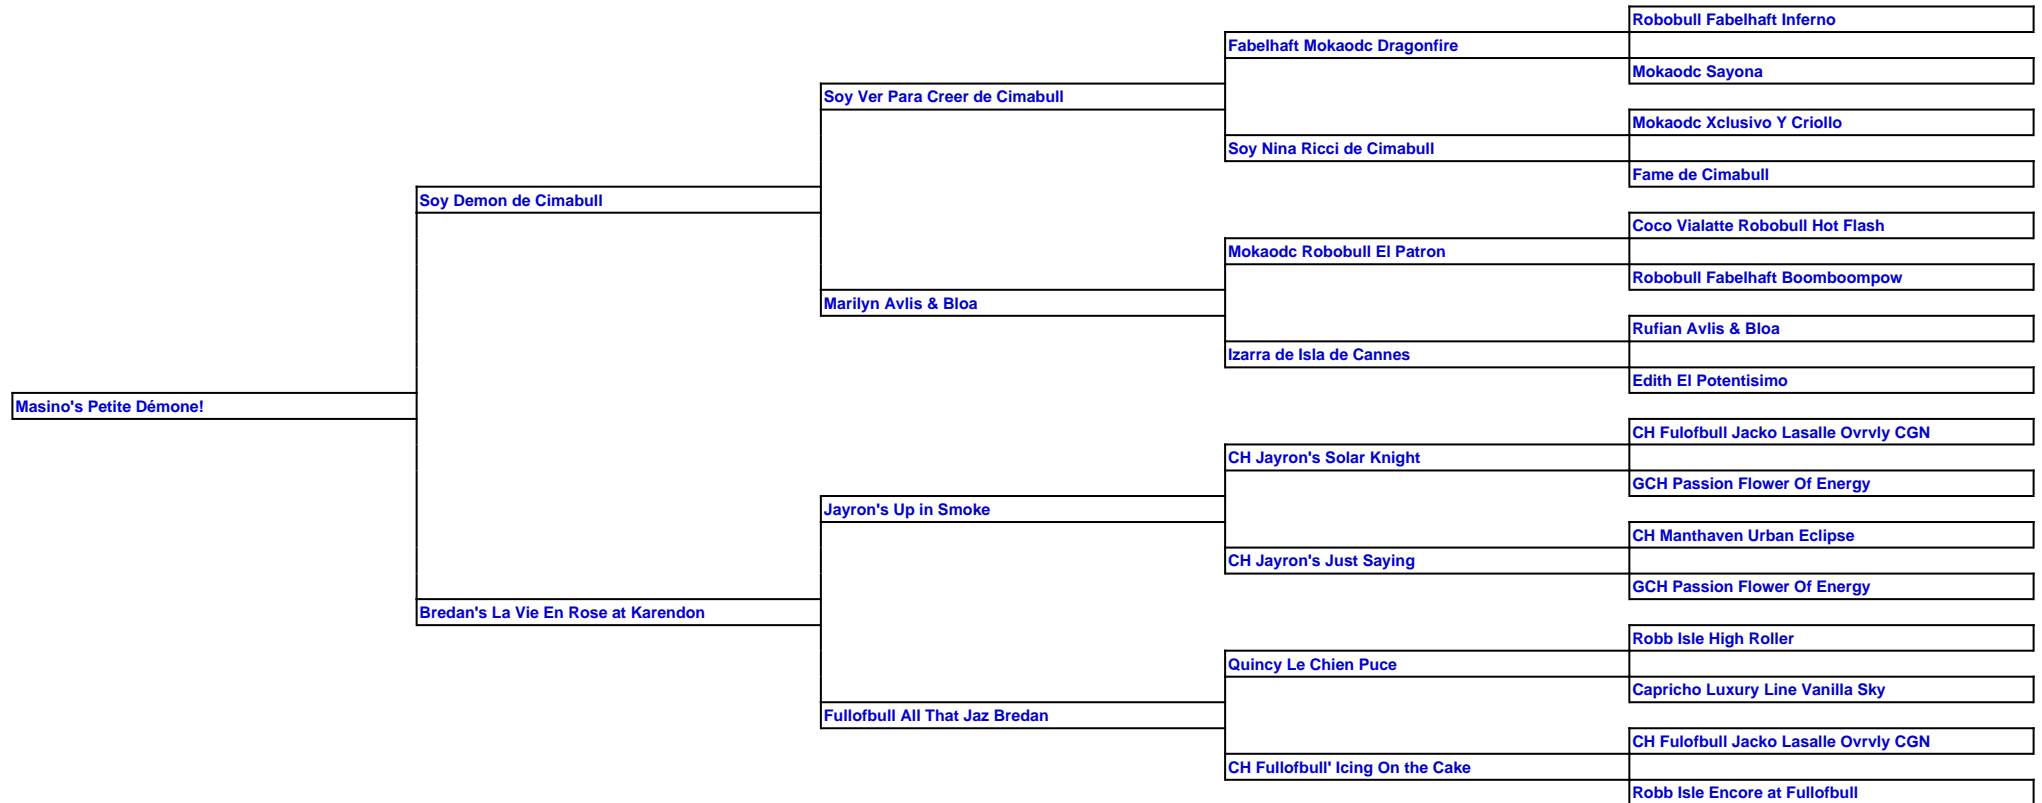 Robobull Fabelhaft Inferno
Fabelhaft Mokaodc Dragonfire
Mokaodc Sayona
Soy Ver Para Creer de Cimabull
Mokaodc Xclusivo Y Criollo
Soy Nina Ricci de Cimabull
Fame de Cimabull
Soy Demon de Cimabull
Coco Vialatte Robobull Hot Flash
Mokaodc Robobull El Patron
Robobull Fabelhaft Boomboompow
Marilyn Avlis & Bloa
Rufian Avlis & Bloa
Izarra de Isla de Cannes
Edith El Potentisimo
Masino's Petite Démone!
CH Fulofbull Jacko Lasalle Ovrvly CGN
CH Jayron's Solar Knight
GCH Passion Flower Of Energy
Jayron's Up in Smoke
CH Manthaven Urban Eclipse
CH Jayron's Just Saying
GCH Passion Flower Of Energy
Bredan's La Vie En Rose at Karendon
Robb Isle High Roller
Quincy Le Chien Puce
Capricho Luxury Line Vanilla Sky
Fullofbull All That Jaz Bredan
CH Fulofbull Jacko Lasalle Ovrvly CGN
CH Fullofbull' Icing On the Cake
Robb Isle Encore at Fullofbull